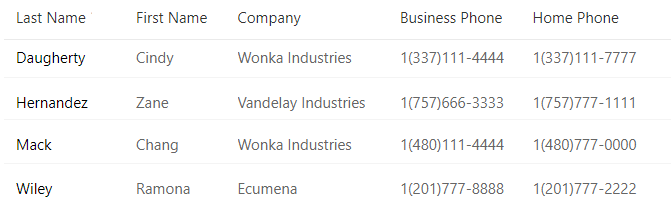 Last Name First Name Company Business Phone Home Phone
Daugherty Cindy Wonka Industries 1(337)111-4444 1(337)111-7777
Hernandez Zane Vandelay Industries 1(757)666-3333 1(757)777-1111
Mack Chang Wonka Industries 1(480)111-4444 1(480)777-0000
Wiley Ramona Ecumena 1(201)777-8888 1(201)777-2222